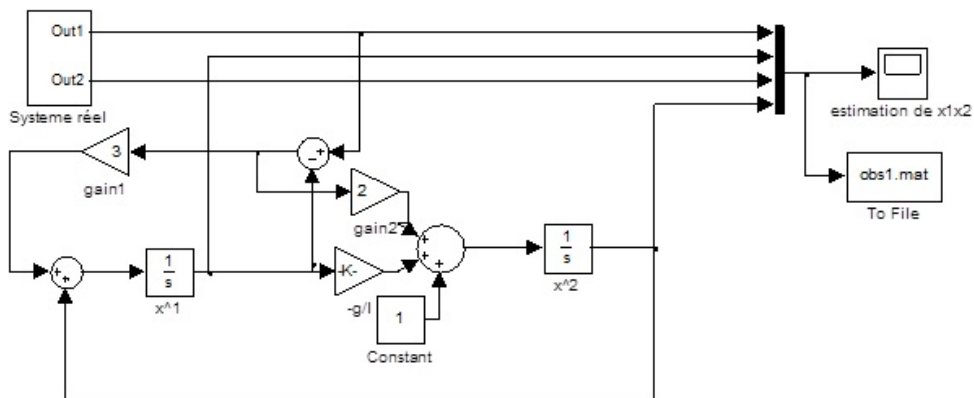 Out1
Out2
Systeme réel
estimation de x1x2
obs1.mat
To File
3
gain1
- +
2
gain2
+
+
+
+
+
1
s
x^1
-K-
-g/l
1
Constant
1
s
x^2